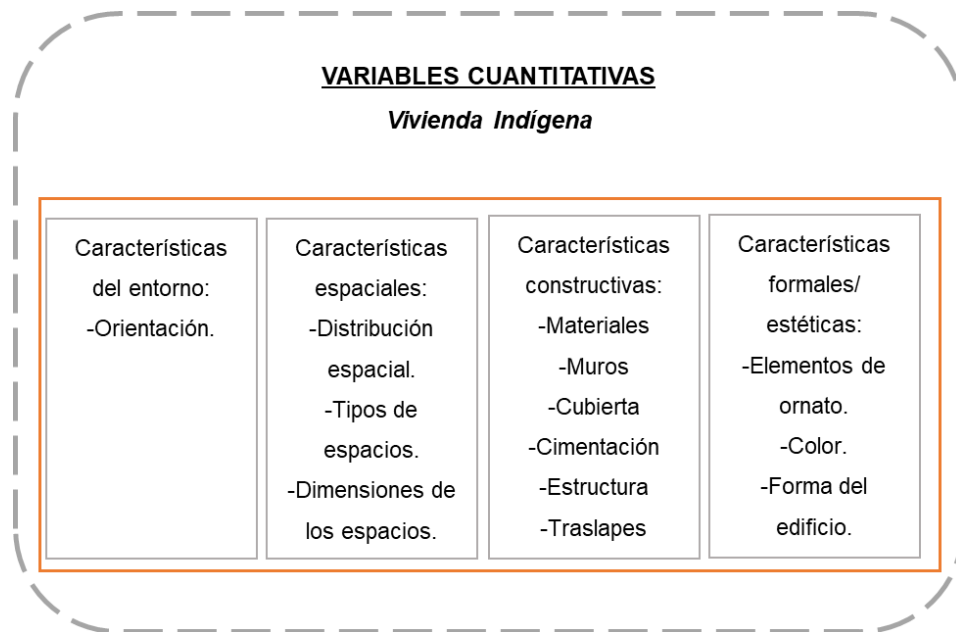 VARIABLES CUANTITATIVAS
Vivienda Indígena
Características
del entorno:
-Orientación.
Características
espaciales:
-Distribución
espacial.
-Tipos de
espacios.
-Dimensiones de
los espacios.
Características
constructivas:
-Materiales
-Muros
-Cubierta
-Cimentación
-Estructura
-Traslapes
Características
formales/
estéticas:
-Elementos de
ornato.
-Color.
-Forma del
edificio.